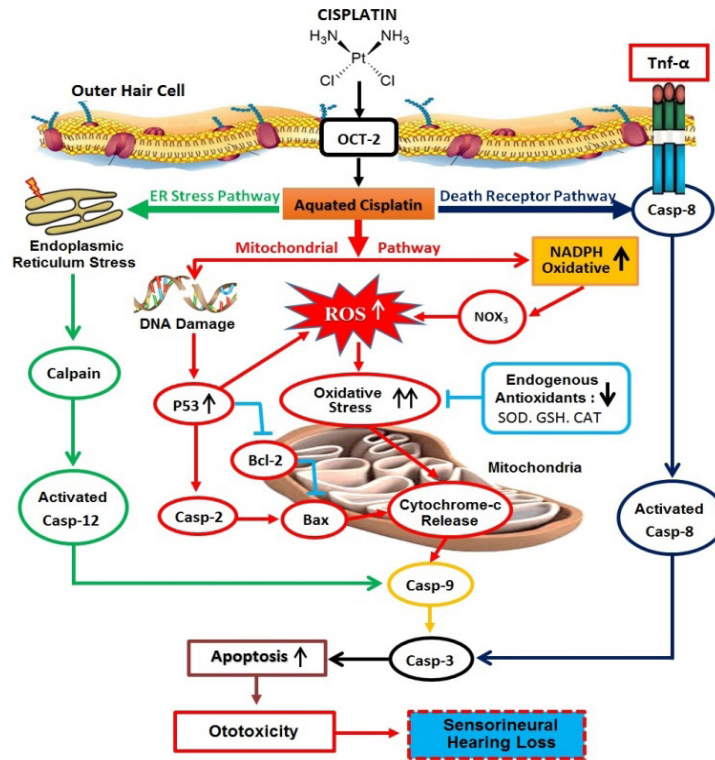 CISPLATIN
H₃N NH₃
Pt
Cl Cl
Tnf-α
Outer Hair Cell
OCT-2
ER Stress Pathway
Aquated Cisplatin
Death Receptor Pathway
Casp-8
Endoplasmic
Reticulum Stress
Mitochondrial Pathway
NADPH
Oxidative
DNA Damage
ROS
NOX₃
Calpain
P53
Oxidative
Stress
Endogenous
Antioxidants :
SOD. GSH. CAT
Bcl-2
Mitochondria
Activated
Casp-12
Casp-2
Bax
Cytochrome-c
Release
Activated
Casp-8
Casp-9
Apoptosis
Casp-3
Ototoxicity
Sensorineural
Hearing Loss